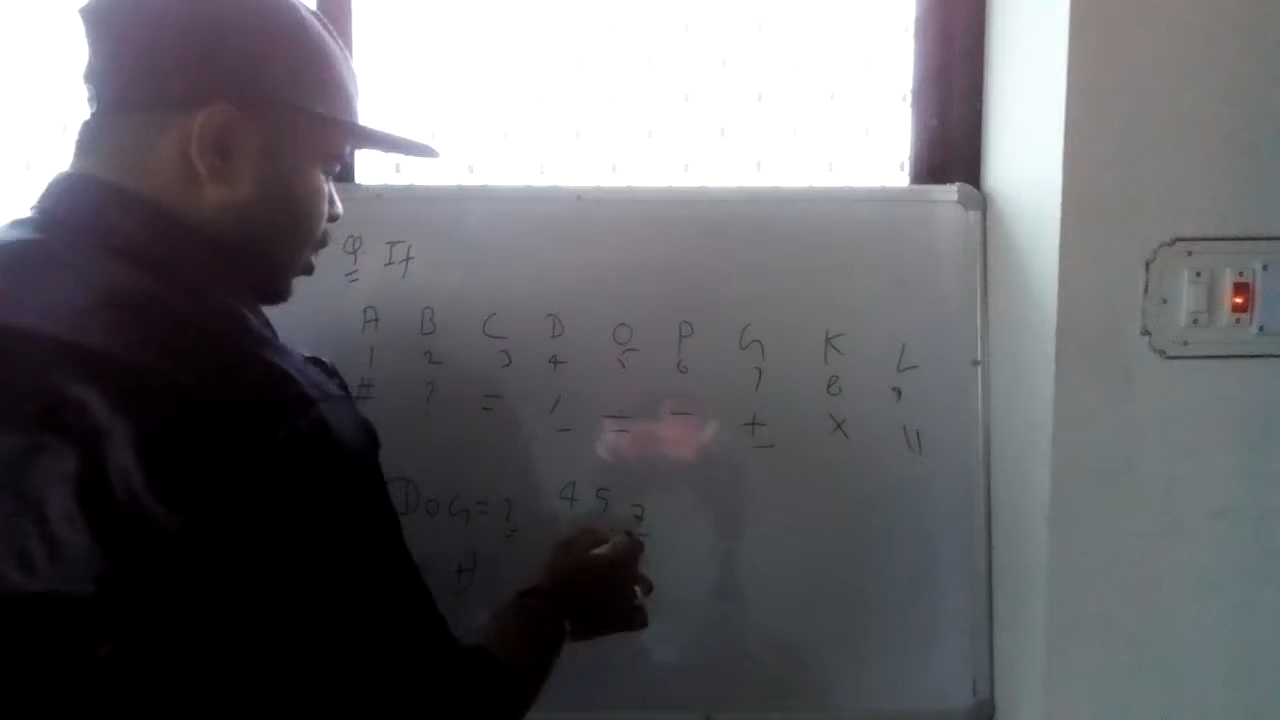 Q If
A B C D O P G K L
1 2 3 4 5 6 7 8 9
# ? = / ÷ - + × 11
DOG = ? 4 5 7
H